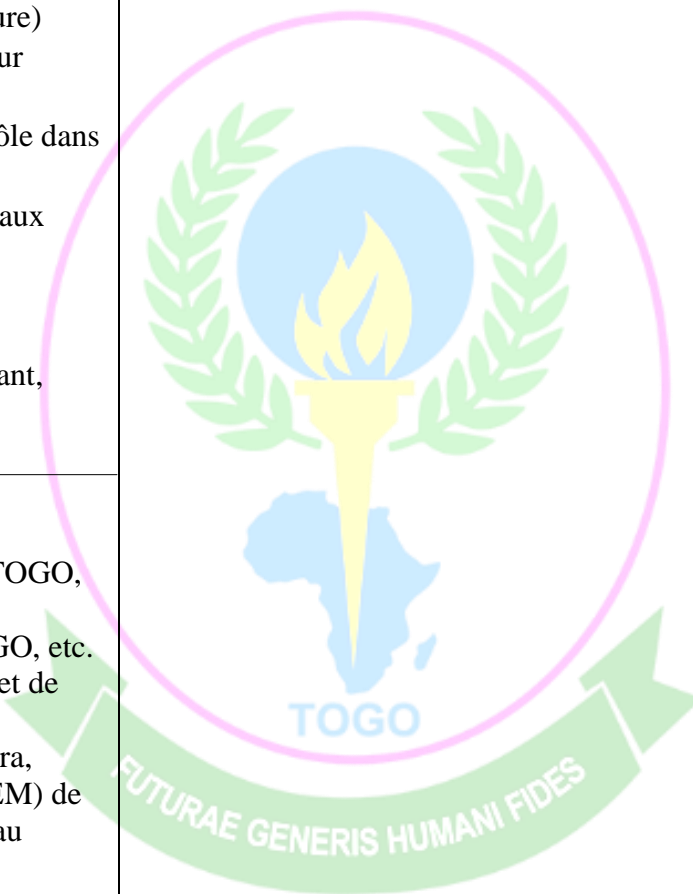 ure)
ur
ôle dans
aux
ant,
TOGO,
GO, etc.
et de
ra,
EM) de
au
TOGO
FUTURAE GENERIS HUMANI FIDES